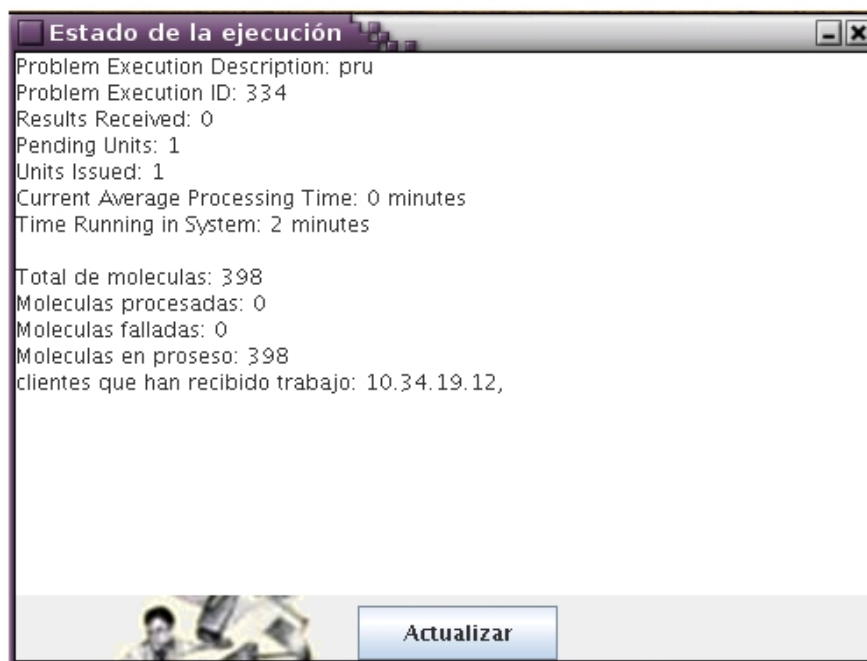 Estado de la ejecución
Problem Execution Description: pru
Problem Execution ID: 334
Results Received: 0
Pending Units: 1
Units Issued: 1
Current Average Processing Time: 0 minutes
Time Running in System: 2 minutes
Total de moleculas: 398
Moleculas procesadas: 0
Moleculas falladas: 0
Moleculas en proseso: 398
clientes que han recibido trabajo: 10.34.19.12,
Actualizar